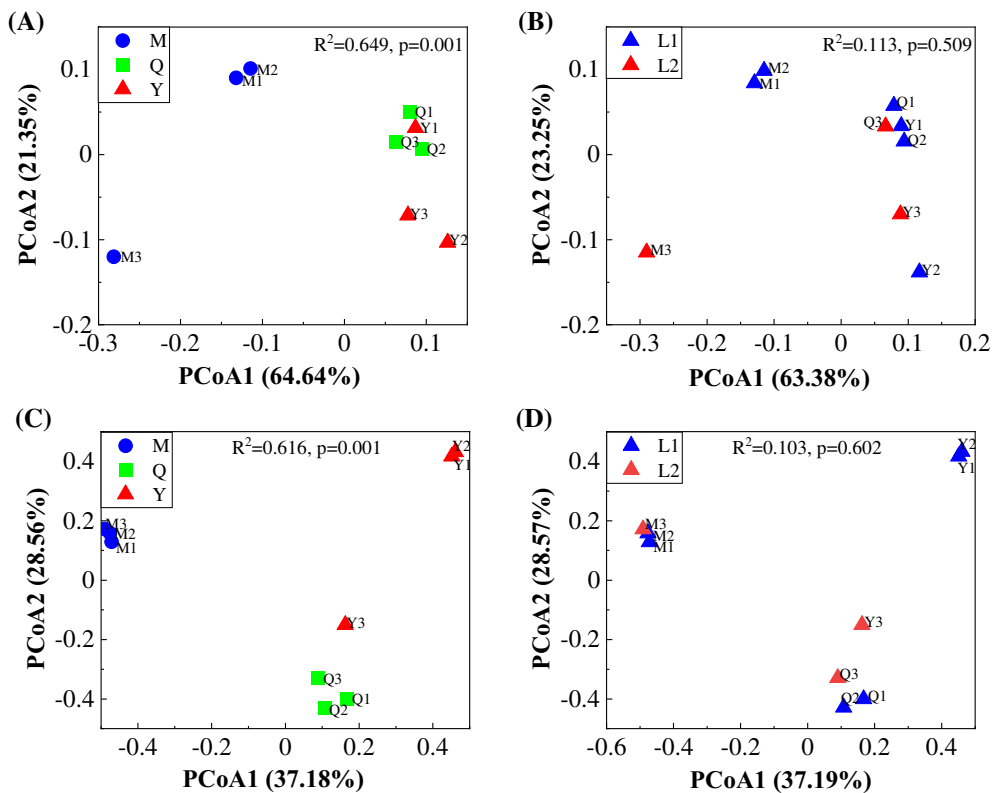 (A)
M
Q
Y
R²=0.649, p=0.001
M2
M1
Q1
Y1
Q3
Q2
Y3
Y2
M3
0.1
0
-0.1
-0.2
-0.3
-0.2
-0.1
0
0.1
PCoA2 (21.35%)
PCoA1 (64.64%)
(B)
L1
L2
R²=0.113, p=0.509
M2
M1
Q1
Q3
Y1
Q2
Y3
M3
Y2
0.1
0
-0.1
-0.2
-0.3
-0.2
-0.1
0
0.1
0.2
PCoA2 (23.25%)
PCoA1 (63.38%)
(C)
M
Q
Y
R²=0.616, p=0.001
Y2
Y1
M3
M2
M1
Y3
Q3
Q1
Q2
0.4
0.2
0
-0.2
-0.4
-0.4
-0.2
0
0.2
0.4
PCoA2 (28.56%)
PCoA1 (37.18%)
(D)
L1
L2
R²=0.103, p=0.602
Y2
Y1
M3
M2
M1
Y3
Q3
Q2
Q1
0.4
0.2
0
-0.2
-0.4
-0.6
-0.4
-0.2
0
0.2
0.4
PCoA2 (28.57%)
PCoA1 (37.19%)